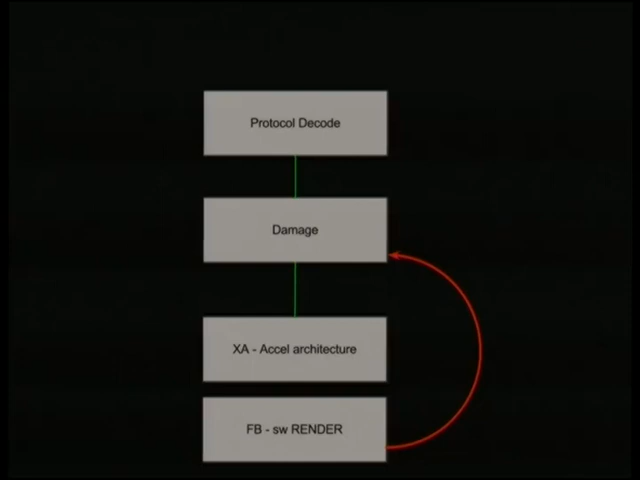 Protocol Decode
Damage
XA - Accel architecture
FB - sw RENDER